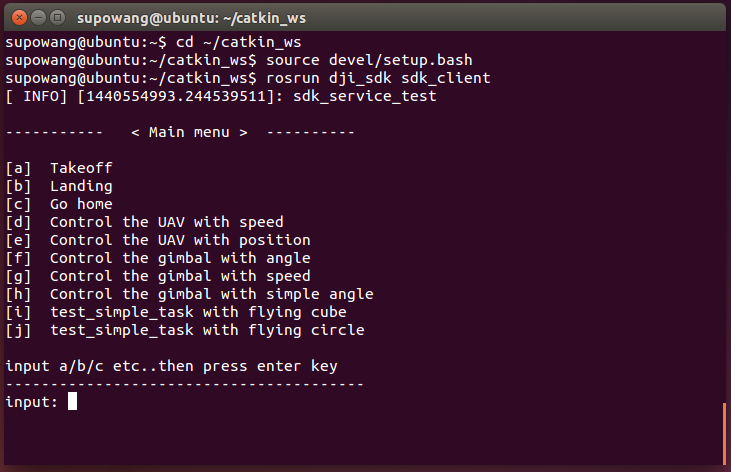 supowang@ubuntu: ~/catkin_ws
supowang@ubuntu:~$ cd ~/catkin_ws
supowang@ubuntu:~/catkin_ws$ source devel/setup.bash
supowang@ubuntu:~/catkin_ws$ rosrun dji_sdk sdk_client
[ INFO] [1440554993.244539511]: sdk_service_test
-----------   < Main menu >  ----------
[a]  Takeoff
[b]  Landing
[c]  Go home
[d]  Control the UAV with speed
[e]  Control the UAV with position
[f]  Control the gimbal with angle
[g]  Control the gimbal with speed
[h]  Control the gimbal with simple angle
[i]  test_simple_task with flying cube
[j]  test_simple_task with flying circle
input a/b/c etc..then press enter key
----------------------------------------
input: